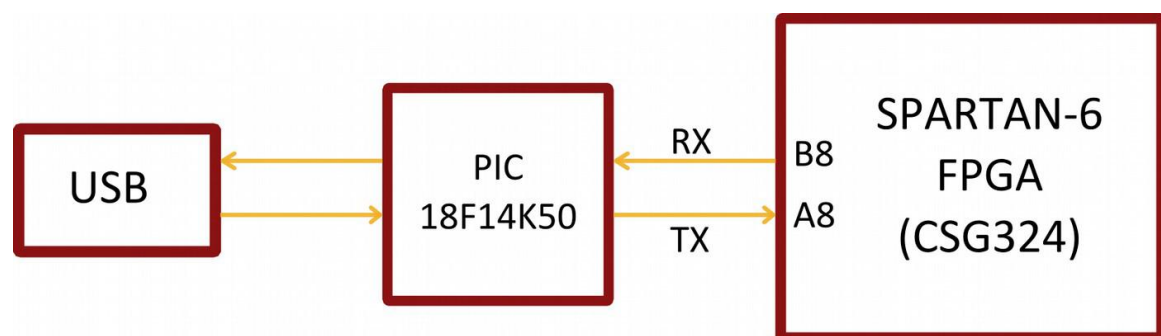 USB
PIC
18F14K50
RX
TX
B8
A8
SPARTAN-6
FPGA
(CSG324)